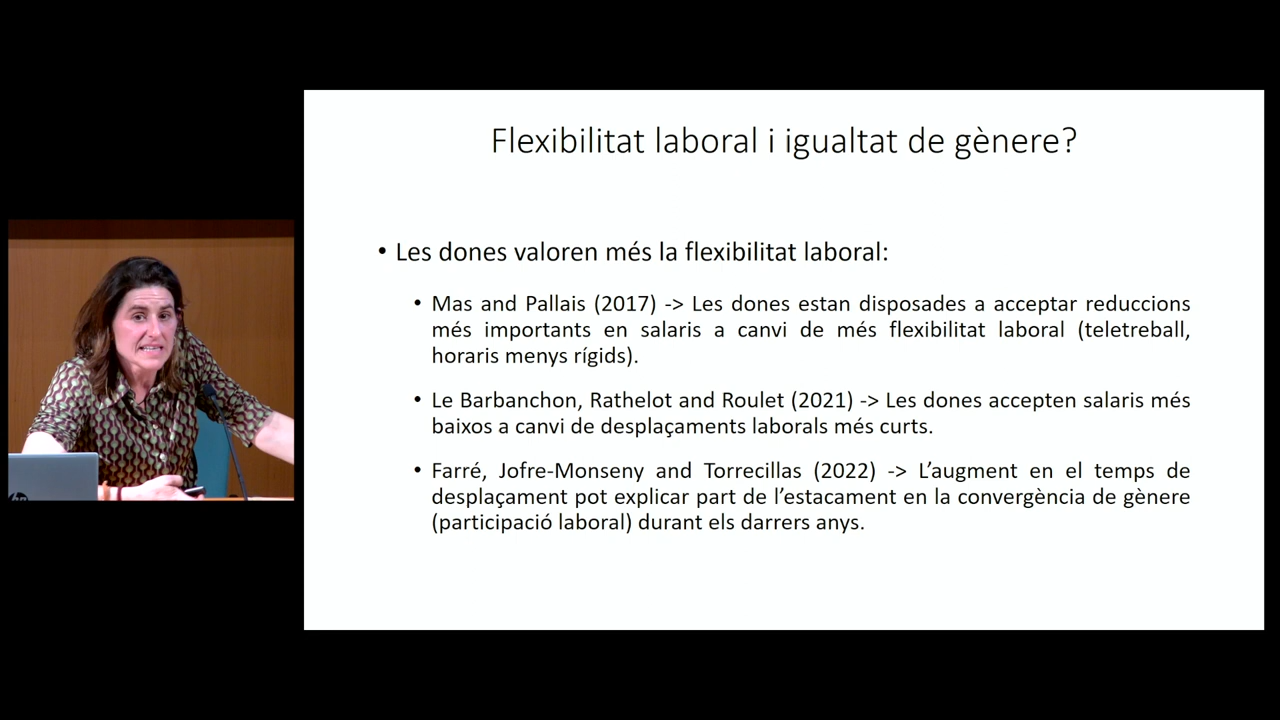 Flexibilitat laboral i igualtat de gènere?
• Les dones valoren més la flexibilitat laboral:
• Mas and Pallais (2017) -> Les dones estan disposades a acceptar reduccions
més importants en salaris a canvi de més flexibilitat laboral (teletreball,
horaris menys rígids).
• Le Barbanchon, Rathelot and Roulet (2021) -> Les dones accepten salaris més
baixos a canvi de desplaçaments laborals més curts.
• Farré, Jofre-Monseny and Torrecillas (2022) -> L’augment en el temps de
desplaçament pot explicar part de l’estacament en la convergència de gènere
(participació laboral) durant els darrers anys.